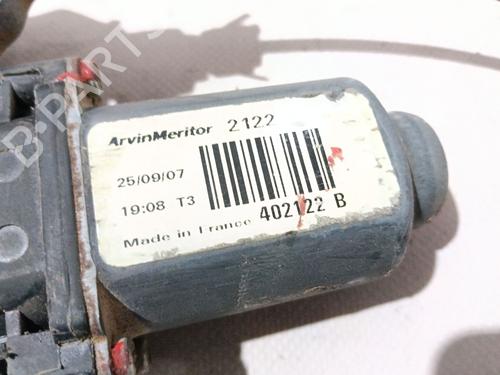 ArvinMeritor 2122
25/09/07
19:08 T3
402122 B
Made in France
B-PARTS